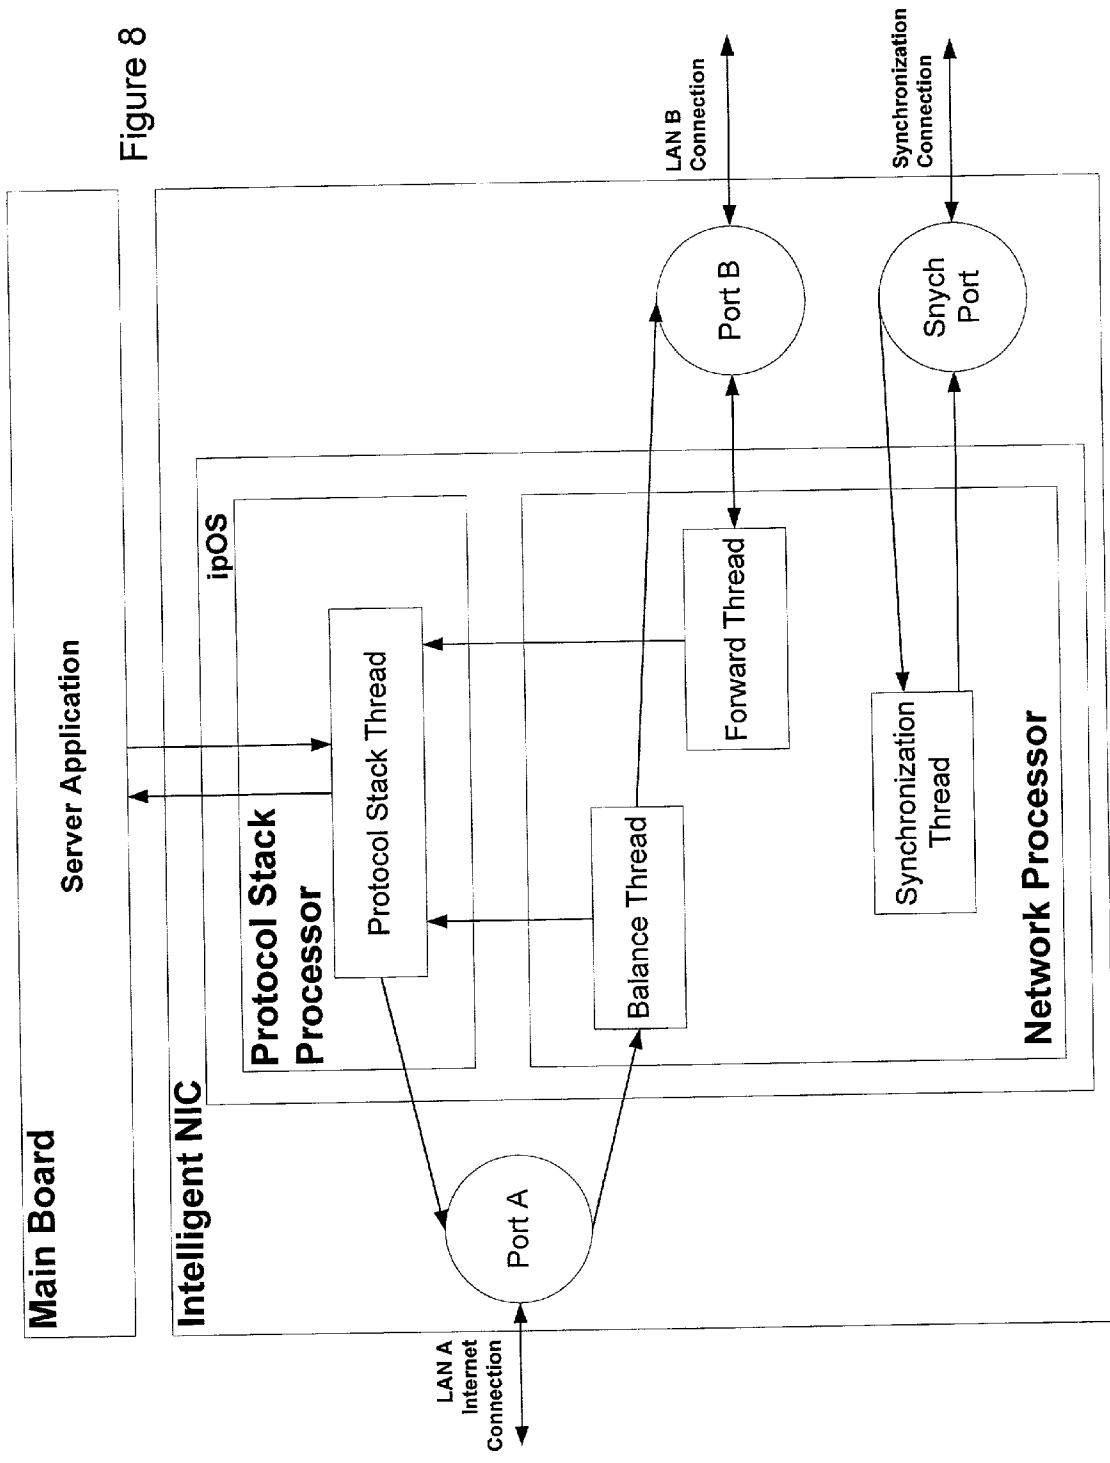 Figure 8
Main Board
Server Application
Intelligent NIC
ipOS
Protocol Stack
Processor
Protocol Stack Thread
LAN A
Internet
Connection
Port A
Balance Thread
Forward Thread
Port B
LAN B
Connection
Synchronization
Thread
Snych
Port
Synchronization
Connection
Network Processor